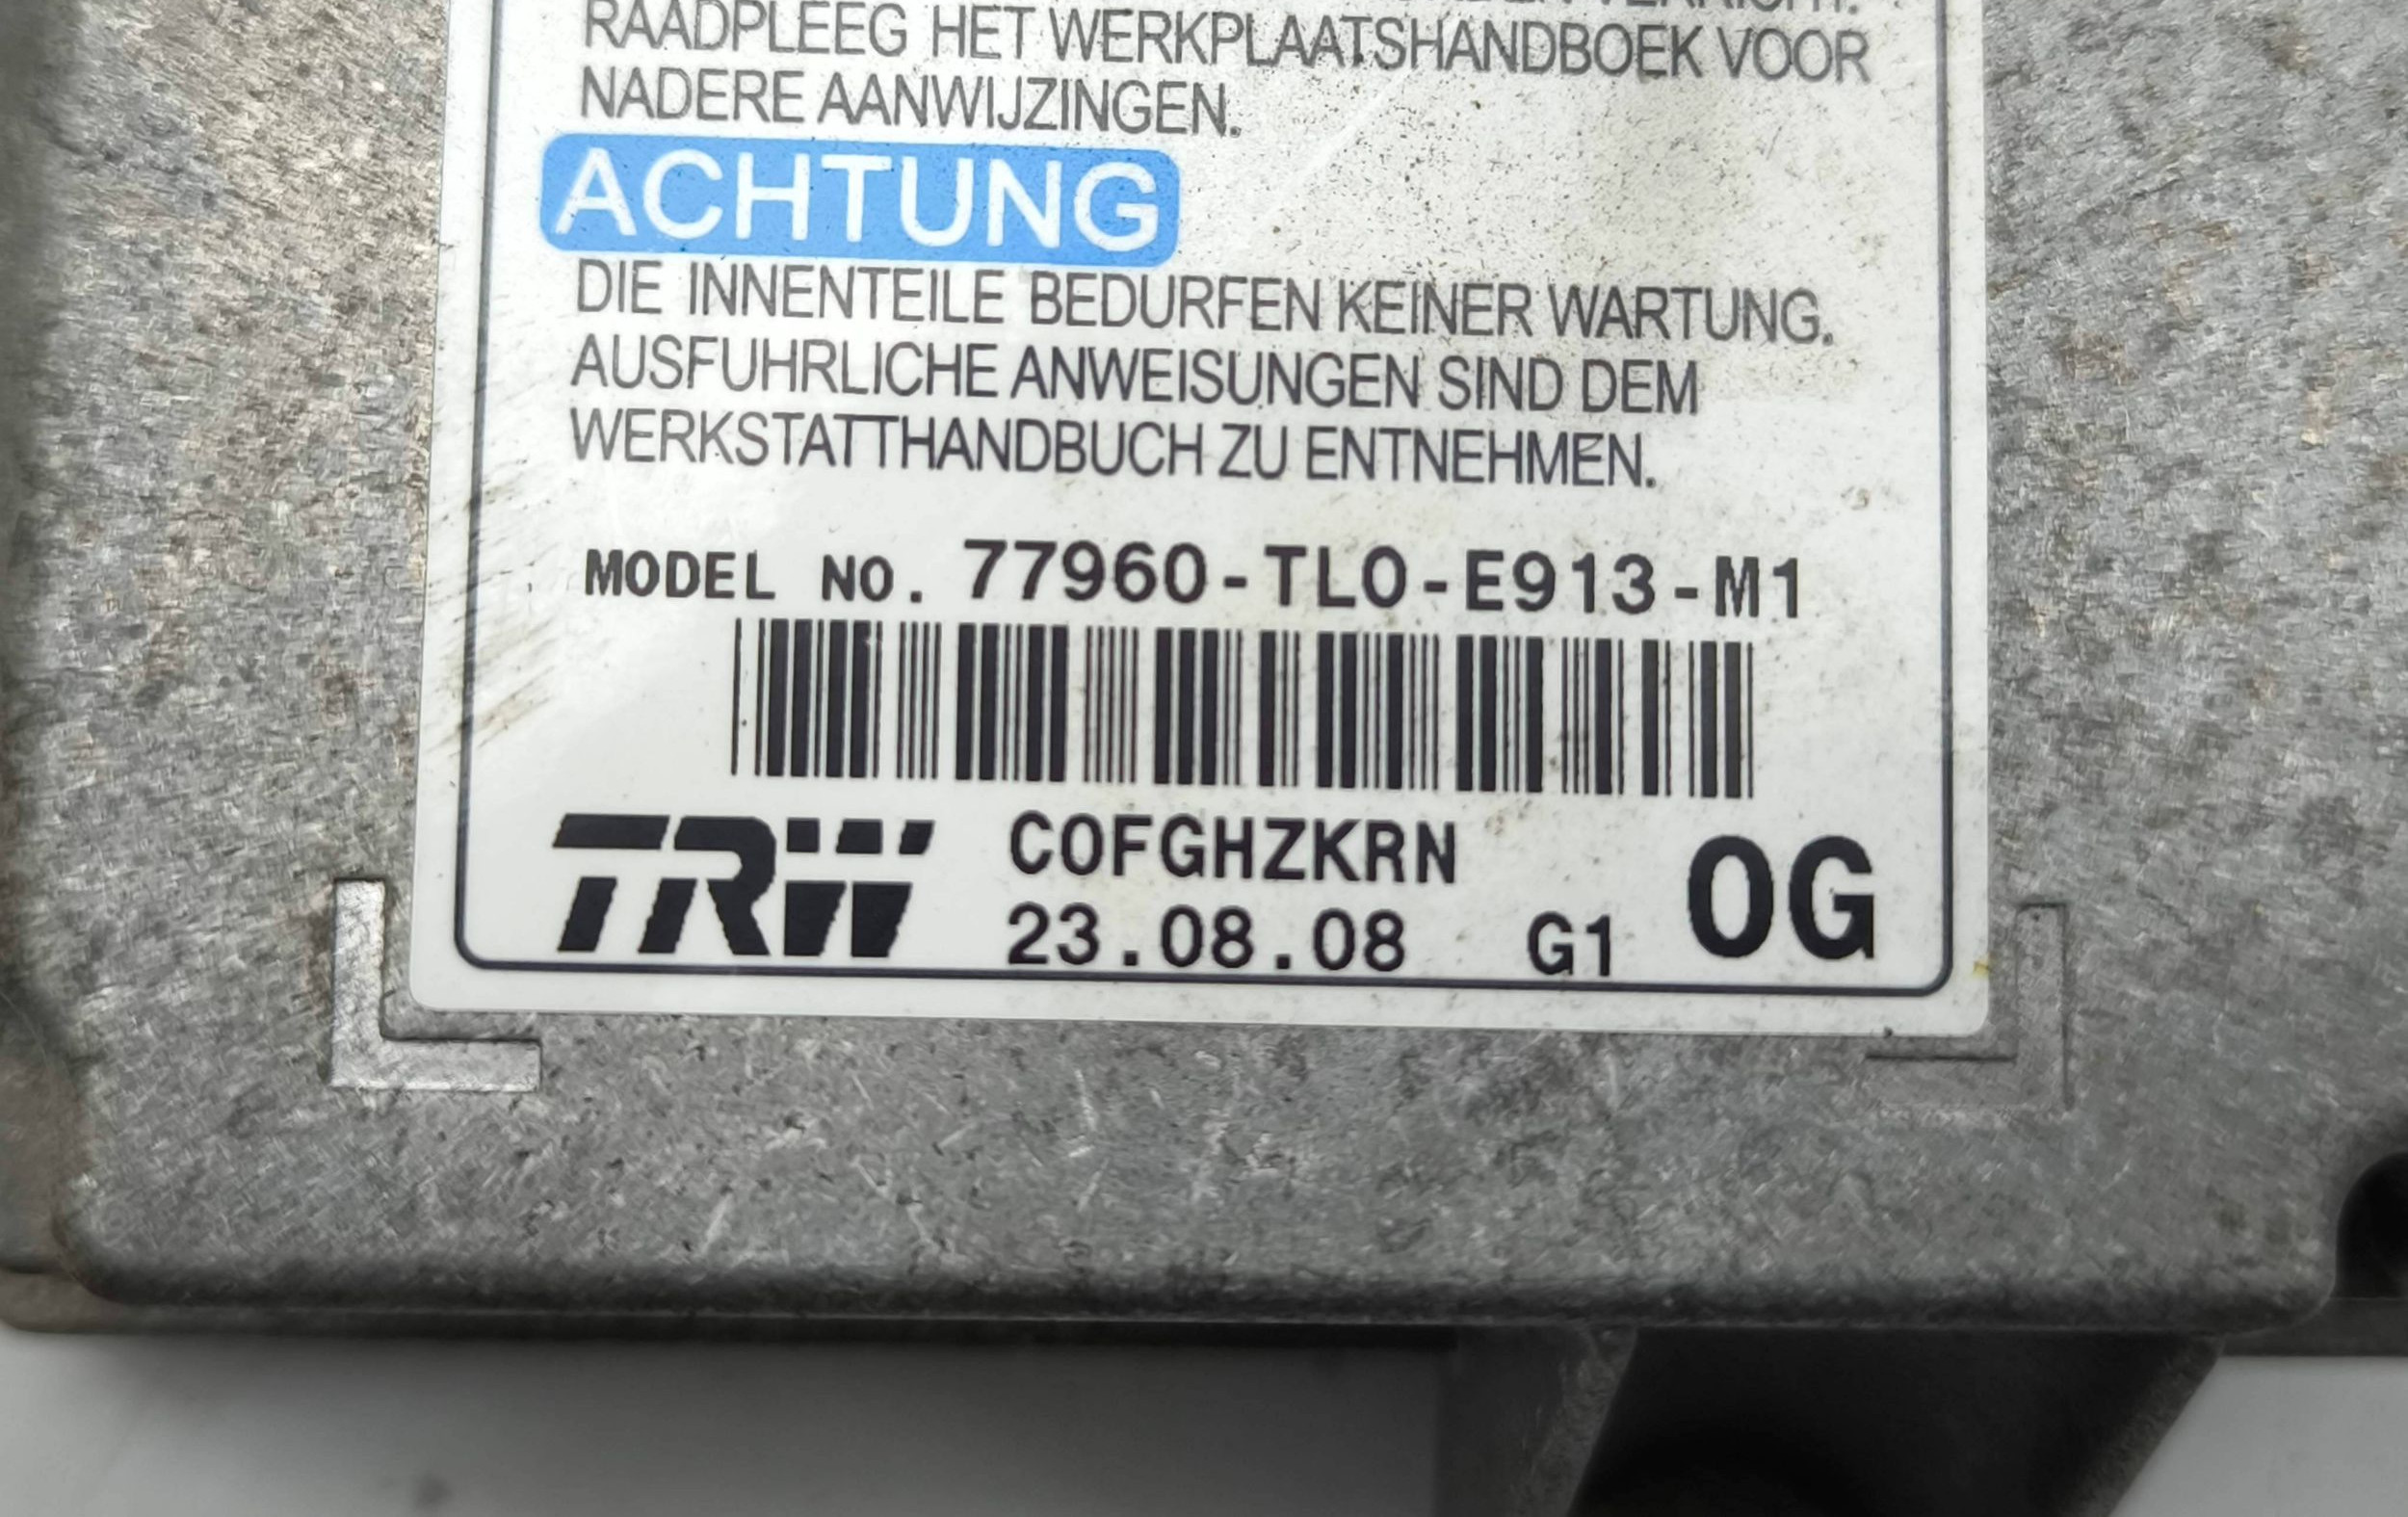 RAADPLEEG HET WERKPLAATSHANDBOEK VOOR
NADERE AANWIJZINGEN.
ACHTUNG
DIE INNENTEILE BEDURFEN KEINER WARTUNG.
AUSFUHRLICHE ANWEISUNGEN SIND DEM
WERKSTATTHANDBUCH ZU ENTNEHMEN.
MODEL NO. 77960-TL0-E913-M1
TRW C0FGHZKRN
23.08.08 G1 0G